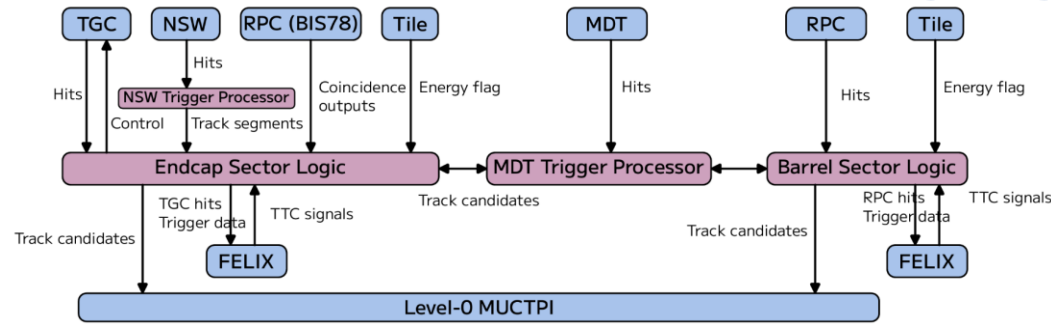 TGC
NSW
RPC (BIS78)
Tile
MDT
RPC
Tile
Hits
Hits
NSW Trigger Processor
Control
Track segments
Coincidence
outputs
Energy flag
Hits
Hits
Energy flag
Endcap Sector Logic
MDT Trigger Processor
Barrel Sector Logic
Track candidates
TGC hits
Trigger data
TTC signals
Track candidates
Track candidates
RPC hits
Trigger data
TTC signals
FELIX
FELIX
Level-0 MUCTPI